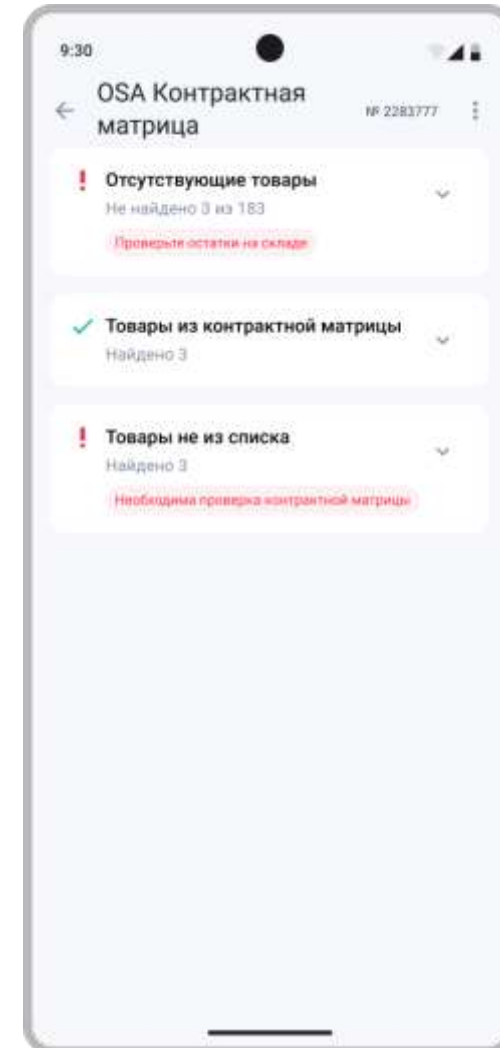 9:30
OSA Контрактная
матрица
№ 2283777
Отсутствующие товары
Не найдено 3 из 183
Проверьте остатки на складе
Товары из контрактной матрицы
Найдено 3
Товары не из списка
Найдено 3
Необходима проверка контрактной матрицы